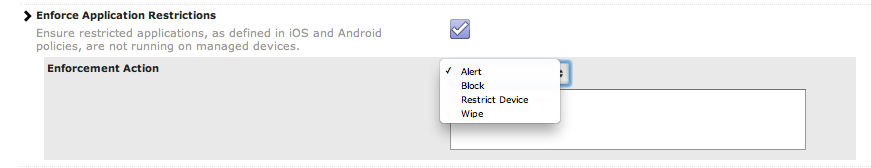 Enforce Application Restrictions
Ensure restricted applications, as defined in iOS and Android
policies, are not running on managed devices.
Enforcement Action
Alert
Block
Restrict Device
Wipe